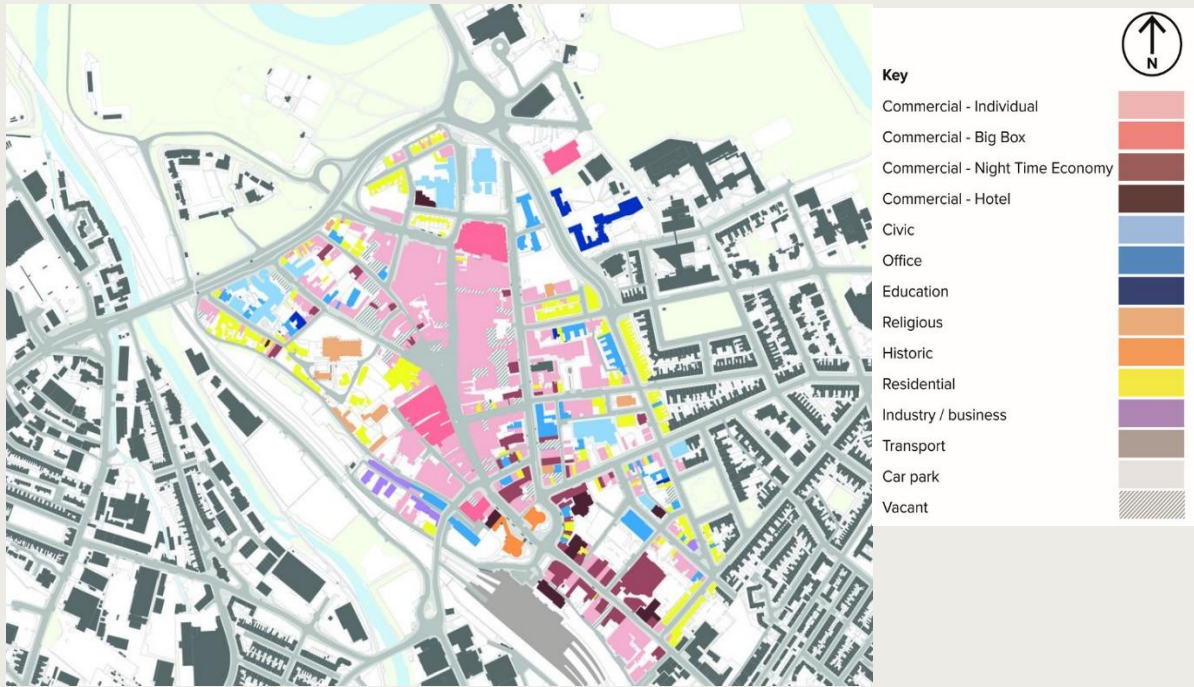 N
Key
Commercial - Individual
Commercial - Big Box
Commercial - Night Time Economy
Commercial - Hotel
Civic
Office
Education
Religious
Historic
Residential
Industry / business
Transport
Car park
Vacant